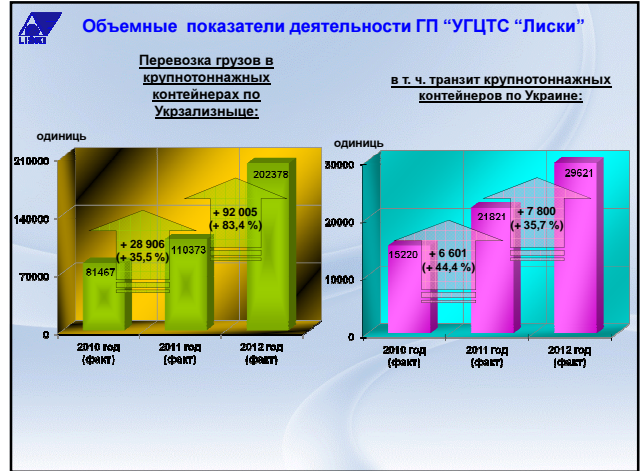 LISKI
Объемные показатели деятельности ГП “УГЦТС “Лиски”
Перевозка грузов в
крупнотоннажных
контейнерах по
Укрзализныце:
одиниць
210000
140000
70000
0
81467
110373
202378
+ 28 906
(+ 35,5 %)
+ 92 005
(+ 83,4 %)
2010 год
(факт)
2011 год
(факт)
2012 год
(факт)
в т. ч. транзит крупнотоннажных
контейнеров по Украине:
одиниць
30000
20000
10000
0
15220
21821
29621
+ 6 601
(+ 44,4 %)
+ 7 800
(+ 35,7 %)
2010 год
(факт)
2011 год
(факт)
2012 год
(факт)